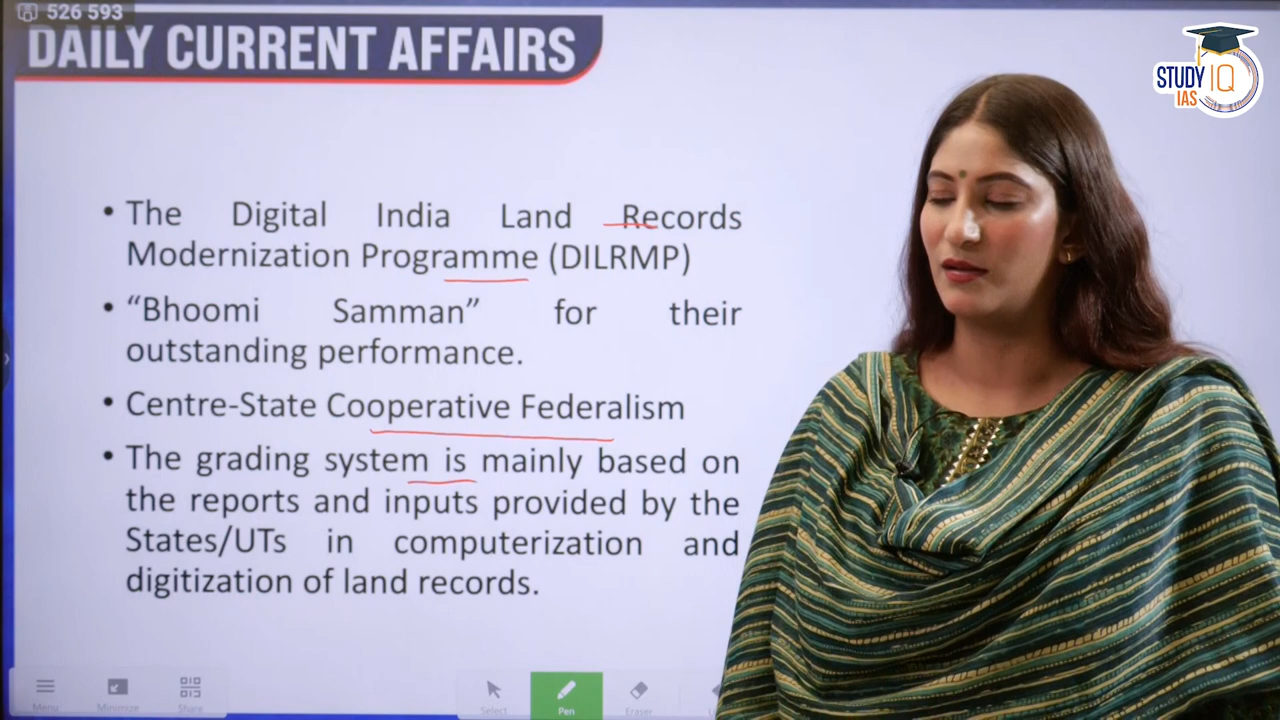 526 593
DAILY CURRENT AFFAIRS
STUDY IQ
IAS
• The Digital India Land Records
Modernization Programme (DILRMP)
• “Bhoomi Samman” for their
outstanding performance.
• Centre-State Cooperative Federalism
• The grading system is mainly based on
the reports and inputs provided by the
States/UTs in computerization and
digitization of land records.
Menu Minimize Share Select Pen Eraser